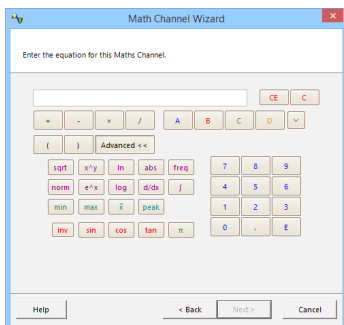 Math Channel Wizard
Enter the equation for this Maths Channel.
CE C
+ - × / A B C D
( ) Advanced <<
sqrt x^y ln abs freq 7 8 9
norm e^x log d/dx ∫ 4 5 6
min max x̄ peak 1 2 3
inv sin cos tan π 0 . E
Help < Back Next > Cancel